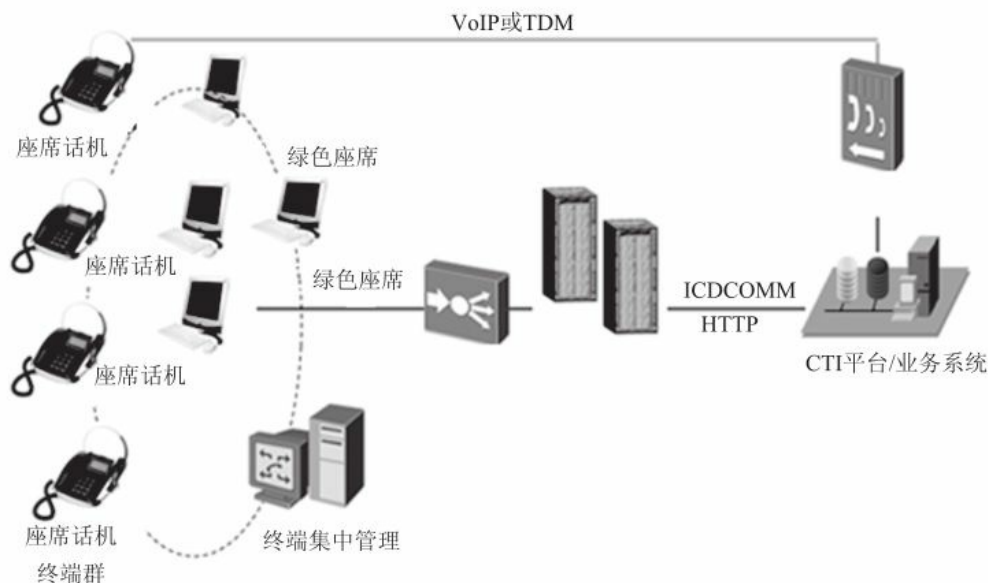 VoIP或TDM
座席话机
绿色座席
座席话机
绿色座席
ICDCOMM
HTTP
座席话机
CTI平台/业务系统
座席话机
终端集中管理
终端群